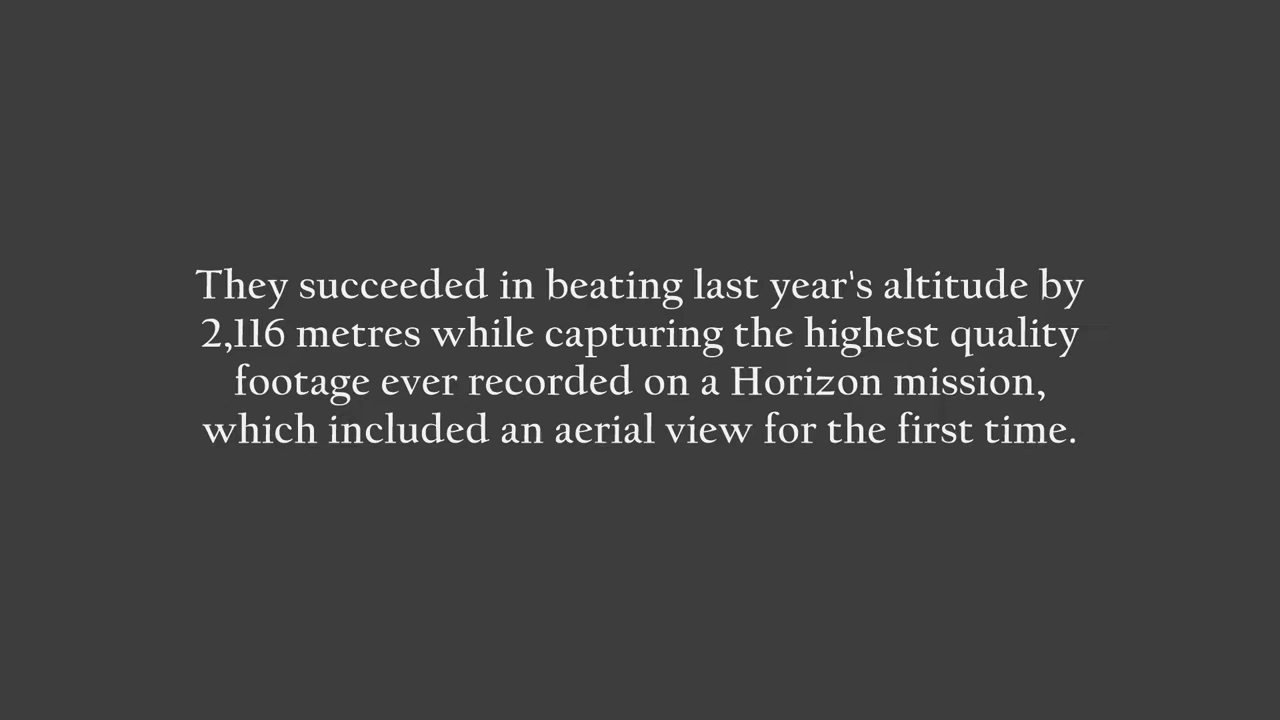 They succeeded in beating last year's altitude by
2,116 metres while capturing the highest quality
footage ever recorded on a Horizon mission,
which included an aerial view for the first time.